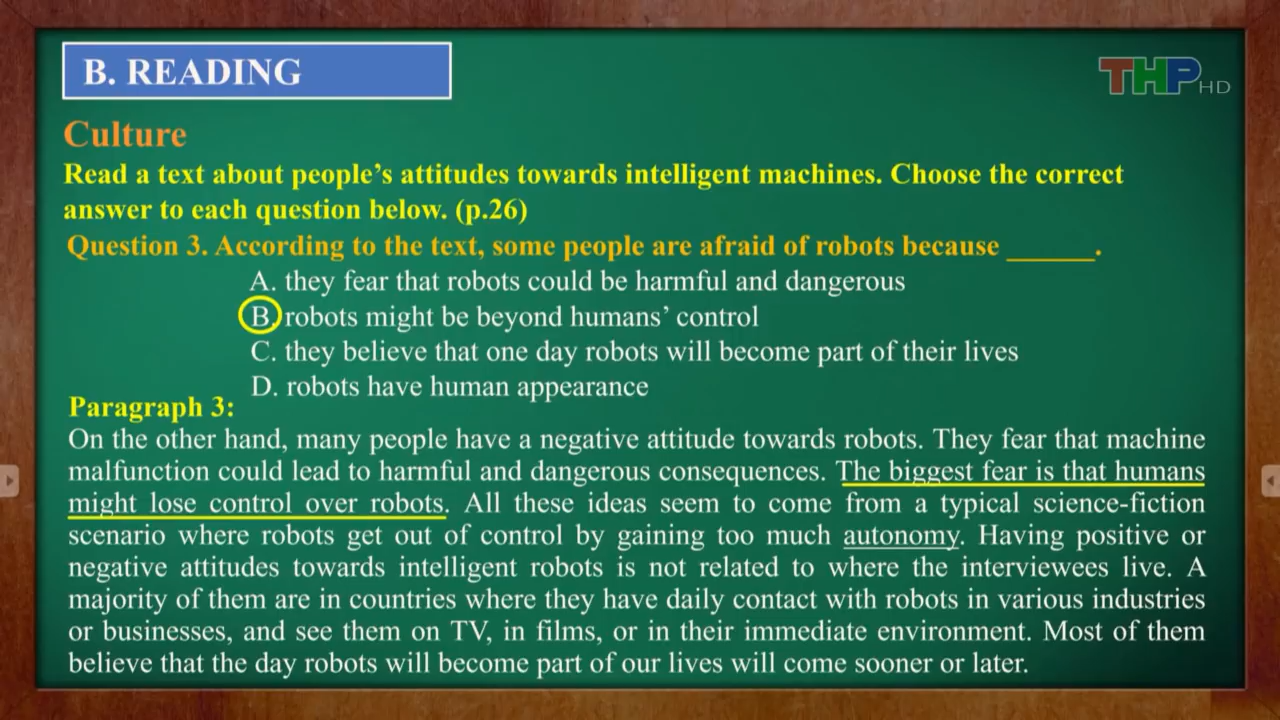 B. READING
THP HD
Culture
Read a text about people's attitudes towards intelligent machines. Choose the correct
answer to each question below. (p.26)
Question 3. According to the text, some people are afraid of robots because ______.
A. they fear that robots could be harmful and dangerous
B. robots might be beyond humans' control
C. they believe that one day robots will become part of their lives
D. robots have human appearance
Paragraph 3:
On the other hand, many people have a negative attitude towards robots. They fear that machine
malfunction could lead to harmful and dangerous consequences. The biggest fear is that humans
might lose control over robots. All these ideas seem to come from a typical science-fiction
scenario where robots get out of control by gaining too much autonomy. Having positive or
negative attitudes towards intelligent robots is not related to where the interviewees live. A
majority of them are in countries where they have daily contact with robots in various industries
or businesses, and see them on TV, in films, or in their immediate environment. Most of them
believe that the day robots will become part of our lives will come sooner or later.